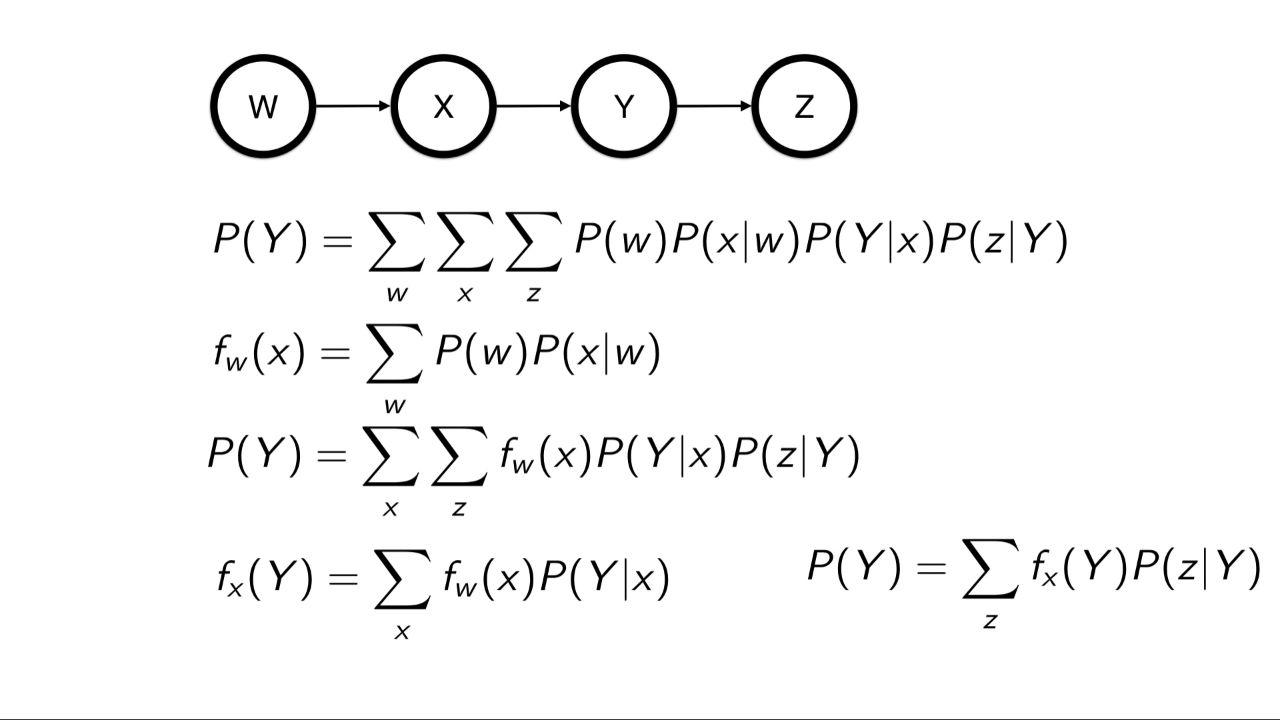 W X Y Z
P(Y) = ∑_w ∑_x ∑_z P(w)P(x|w)P(Y|x)P(z|Y)
f_w(x) = ∑_w P(w)P(x|w)
P(Y) = ∑_x ∑_z f_w(x)P(Y|x)P(z|Y)
f_x(Y) = ∑_x f_w(x)P(Y|x)
P(Y) = ∑_z f_x(Y)P(z|Y)